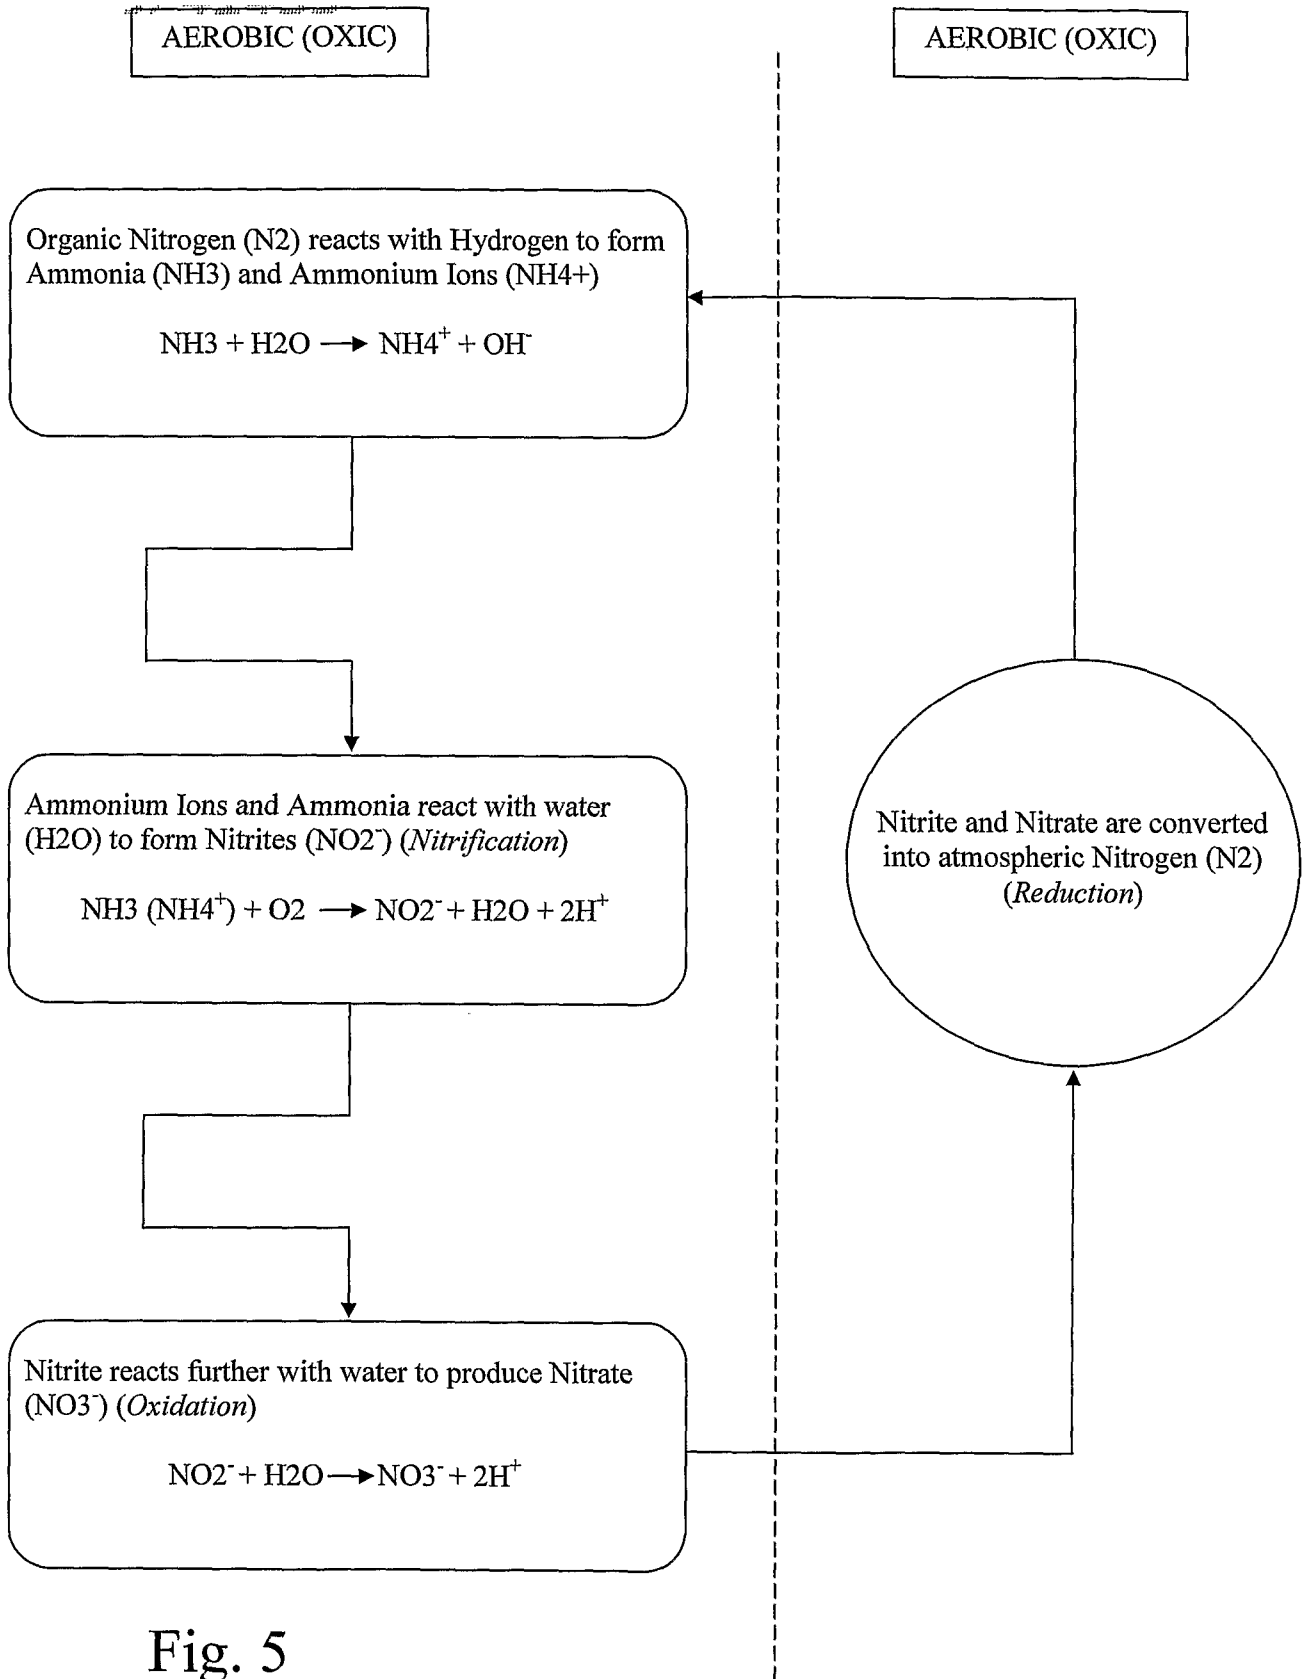 AEROBIC (OXIC)
AEROBIC (OXIC)
Organic Nitrogen (N2) reacts with Hydrogen to form
Ammonia (NH3) and Ammonium Ions (NH4+)
NH3 + H2O → NH4⁺ + OH⁻
Ammonium Ions and Ammonia react with water
(H2O) to form Nitrites (NO2⁻) (Nitrification)
NH3 (NH4⁺) + O2 → NO2⁻ + H2O + 2H⁺
Nitrite and Nitrate are converted
into atmospheric Nitrogen (N2)
(Reduction)
Nitrite reacts further with water to produce Nitrate
(NO3⁻) (Oxidation)
NO2⁻ + H2O → NO3⁻ + 2H⁺
Fig. 5